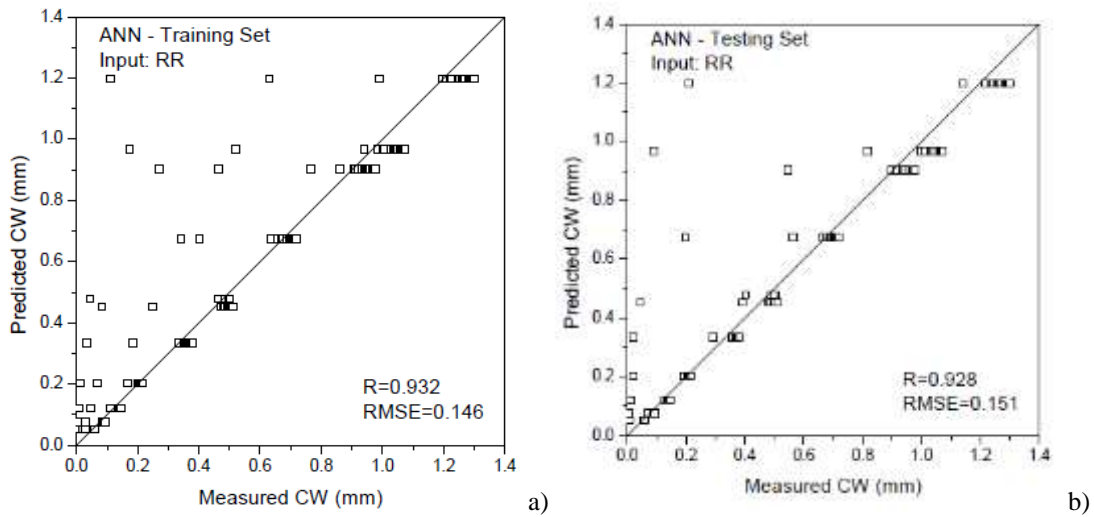 ANN - Training Set
Input: RR
Predicted CW (mm)
1.4
1.2
1.0
0.8
0.6
0.4
0.2
0.0
R=0.932
RMSE=0.146
0.0 0.2 0.4 0.6 0.8 1.0 1.2 1.4
Measured CW (mm)
a)
ANN - Testing Set
Input: RR
Predicted CW (mm)
1.4
1.2
1.0
0.8
0.6
0.4
0.2
0.0
R=0.928
RMSE=0.151
0.0 0.2 0.4 0.6 0.8 1.0 1.2 1.4
Measured CW (mm)
b)